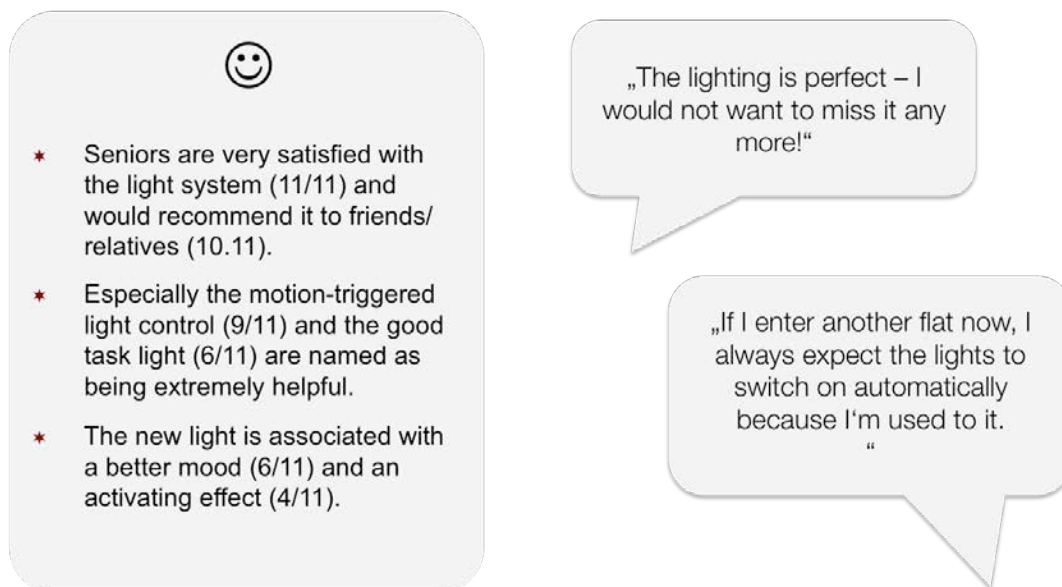 Seniors are very satisfied with
the light system (11/11) and
would recommend it to friends/
relatives (10.11).
Especially the motion-triggered
light control (9/11) and the good
task light (6/11) are named as
being extremely helpful.
The new light is associated with
a better mood (6/11) and an
activating effect (4/11).
„The lighting is perfect – I
would not want to miss it any
more!“
„If I enter another flat now, I
always expect the lights to
switch on automatically
because I‘m used to it.
“